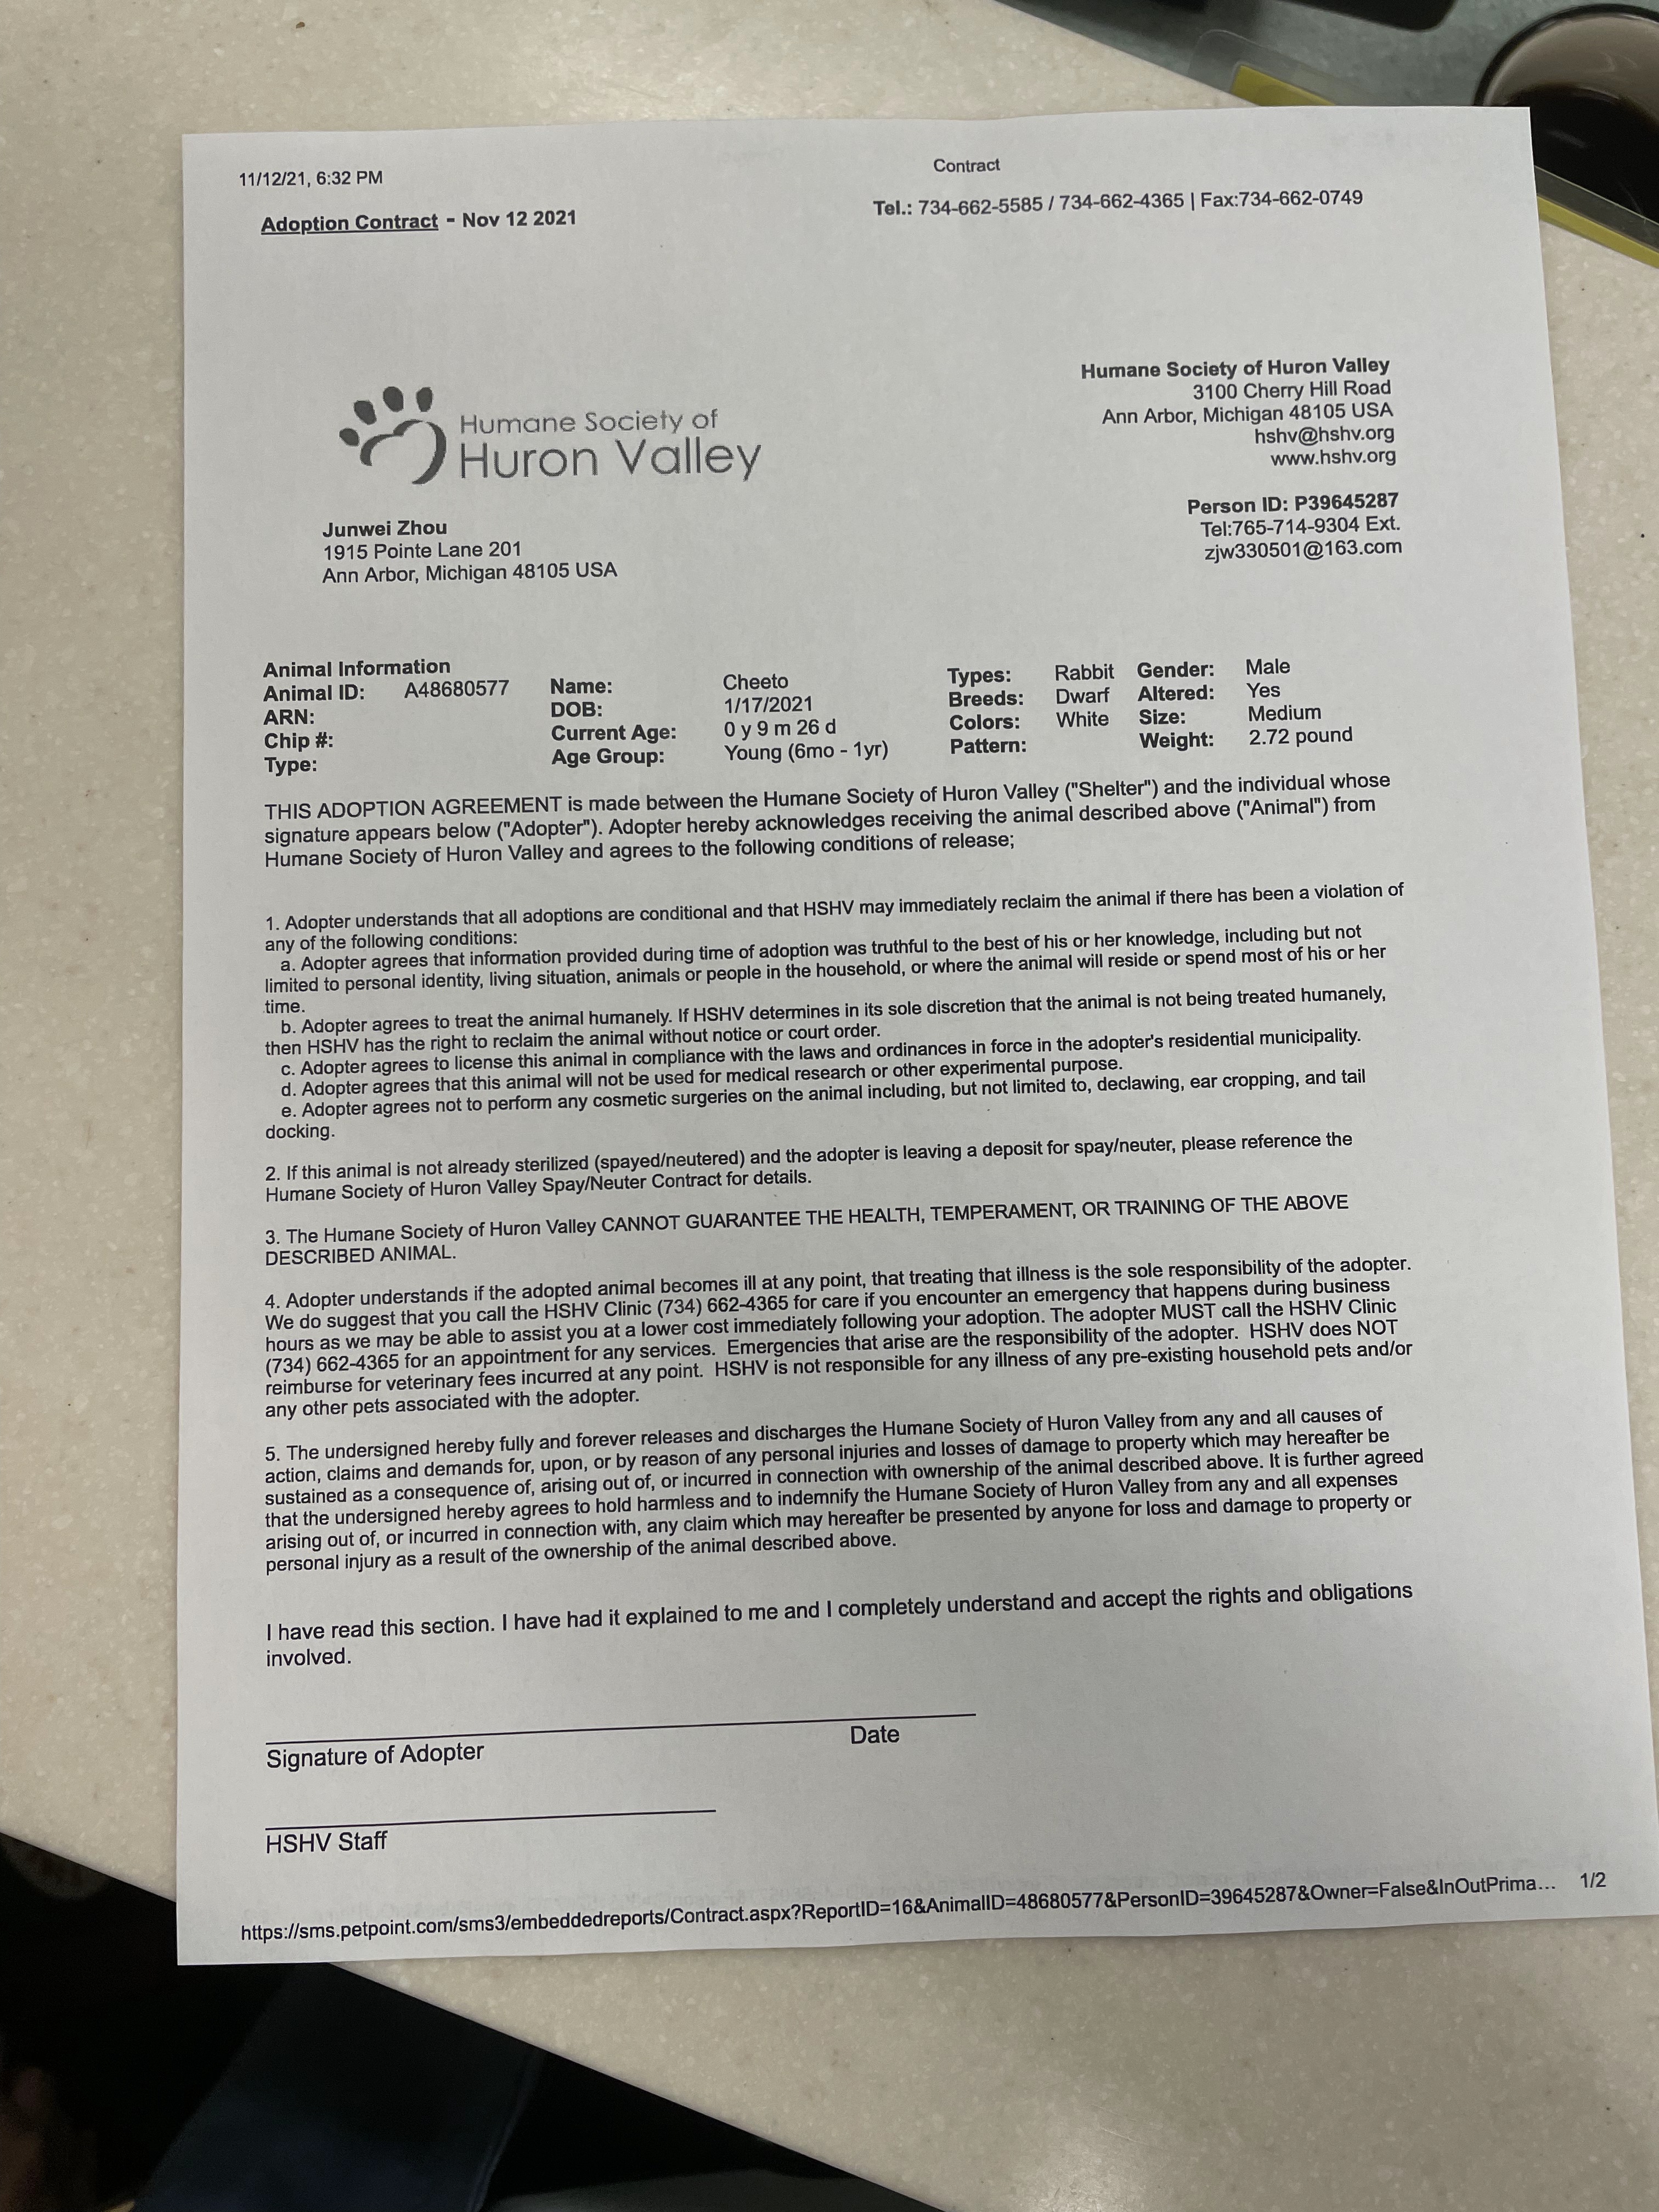 11/12/21, 6:32 PM
Contract
Adoption Contract - Nov 12 2021
Tel.: 734-662-5585 / 734-662-4365 | Fax:734-662-0749
Humane Society of
Huron Valley
Humane Society of Huron Valley
3100 Cherry Hill Road
Ann Arbor, Michigan 48105 USA
hshv@hshv.org
www.hshv.org
Person ID: P39645287
Tel:765-714-9304 Ext.
zjw330501@163.com
Junwei Zhou
1915 Pointe Lane 201
Ann Arbor, Michigan 48105 USA
Animal Information
Animal ID: A48680577 Name: Cheeto Types: Rabbit Gender: Male
ARN: DOB: 1/17/2021 Breeds: Dwarf Altered: Yes
Chip #: Current Age: 0 y 9 m 26 d Colors: White Size: Medium
Type: Age Group: Young (6mo - 1yr) Pattern: Weight: 2.72 pound
THIS ADOPTION AGREEMENT is made between the Humane Society of Huron Valley ("Shelter") and the individual whose
signature appears below ("Adopter"). Adopter hereby acknowledges receiving the animal described above ("Animal") from
Humane Society of Huron Valley and agrees to the following conditions of release;
1. Adopter understands that all adoptions are conditional and that HSHV may immediately reclaim the animal if there has been a violation of
any of the following conditions:
a. Adopter agrees that information provided during time of adoption was truthful to the best of his or her knowledge, including but not
limited to personal identity, living situation, animals or people in the household, or where the animal will reside or spend most of his or her
time.
b. Adopter agrees to treat the animal humanely. If HSHV determines in its sole discretion that the animal is not being treated humanely,
then HSHV has the right to reclaim the animal without notice or court order.
c. Adopter agrees to license this animal in compliance with the laws and ordinances in force in the adopter's residential municipality.
d. Adopter agrees that this animal will not be used for medical research or other experimental purpose.
e. Adopter agrees not to perform any cosmetic surgeries on the animal including, but not limited to, declawing, ear cropping, and tail
docking.
2. If this animal is not already sterilized (spayed/neutered) and the adopter is leaving a deposit for spay/neuter, please reference the
Humane Society of Huron Valley Spay/Neuter Contract for details.
3. The Humane Society of Huron Valley CANNOT GUARANTEE THE HEALTH, TEMPERAMENT, OR TRAINING OF THE ABOVE
DESCRIBED ANIMAL.
4. Adopter understands if the adopted animal becomes ill at any point, that treating that illness is the sole responsibility of the adopter.
We do suggest that you call the HSHV Clinic (734) 662-4365 for care if you encounter an emergency that happens during business
hours as we may be able to assist you at a lower cost immediately following your adoption. The adopter MUST call the HSHV Clinic
(734) 662-4365 for an appointment for any services. Emergencies that arise are the responsibility of the adopter. HSHV does NOT
reimburse for veterinary fees incurred at any point. HSHV is not responsible for any illness of any pre-existing household pets and/or
any other pets associated with the adopter.
5. The undersigned hereby fully and forever releases and discharges the Humane Society of Huron Valley from any and all causes of
action, claims and demands for, upon, or by reason of any personal injuries and losses of damage to property which may hereafter be
sustained as a consequence of, arising out of, or incurred in connection with ownership of the animal described above. It is further agreed
that the undersigned hereby agrees to hold harmless and to indemnify the Humane Society of Huron Valley from any and all expenses
arising out of, or incurred in connection with, any claim which may hereafter be presented by anyone for loss and damage to property or
personal injury as a result of the ownership of the animal described above.
I have read this section. I have had it explained to me and I completely understand and accept the rights and obligations
involved.
Signature of Adopter Date
HSHV Staff
https://sms.petpoint.com/sms3/embeddedreports/Contract.aspx?ReportID=16&AnimalID=48680577&PersonID=39645287&Owner=False&InOutPrima... 1/2